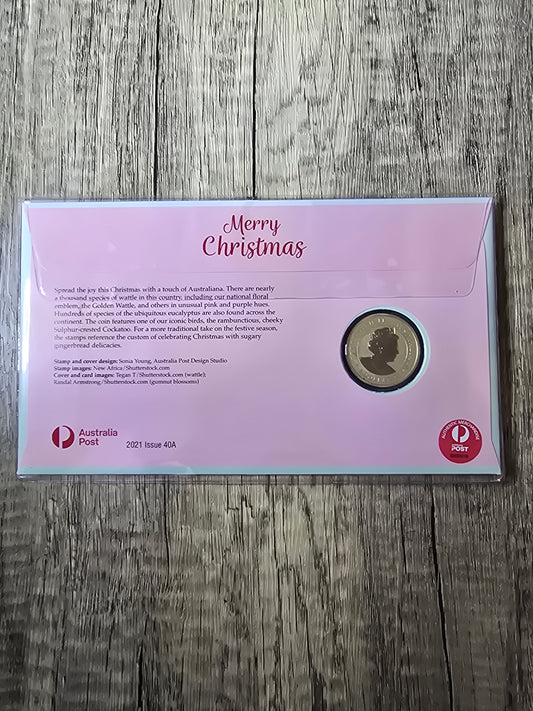 Merry
Christmas
Spread the joy this Christmas with a touch of Australiana. There are nearly
a thousand species of wattle in this country, including our national floral
emblem, the Golden Wattle, and others in unusual pink and purple hues.
Hundreds of species of the ubiquitous eucalyptus are also found across the
continent. The coin features one of our iconic birds, the rambunctious, cheeky
Sulphur-crested Cockatoo. For a more traditional take on the festive season,
the stamps reference the custom of celebrating Christmas with sugary
gingerbread delicacies.
Stamp and cover design: Sonia Young, Australia Post Design Studio
Stamp images: New Africa/Shutterstock.com
Cover and card images: Tegan T/Shutterstock.com (wattle);
Randal Armstrong/Shutterstock.com (gumnut blossoms)
Australia
Post
2021 Issue 40A
AUTHENTIC MERCHANDISE
POST